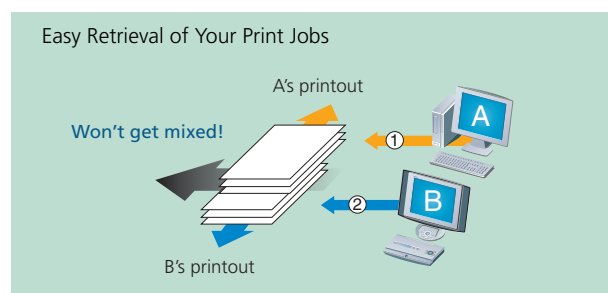 Easy Retrieval of Your Print Jobs
A's printout
Won't get mixed!
A
①
B
②
B's printout